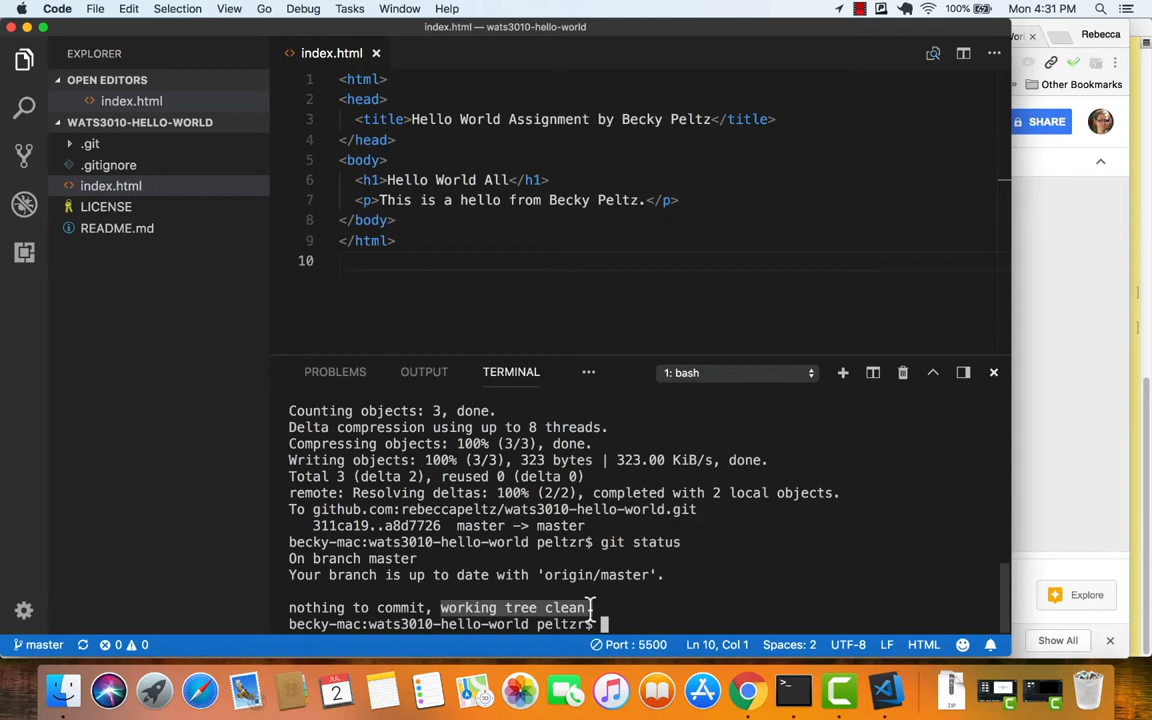 Code File Edit Selection View Go Debug Tasks Window Help
100% Mon 4:31 PM
index.html — wats3010-hello-world
Rebecca
EXPLORER
index.html
Other Bookmarks
OPEN EDITORS
index.html
SHARE
WATS3010-HELLO-WORLD
.git
.gitignore
index.html
LICENSE
README.md
1 <html>
2 <head>
3 <title>Hello World Assignment by Becky Peltz</title>
4 </head>
5 <body>
6 <h1>Hello World All</h1>
7 <p>This is a hello from Becky Peltz.</p>
8 </body>
9 </html>
10
PROBLEMS OUTPUT TERMINAL 1: bash
Counting objects: 3, done.
Delta compression using up to 8 threads.
Compressing objects: 100% (3/3), done.
Writing objects: 100% (3/3), 323 bytes | 323.00 KiB/s, done.
Total 3 (delta 2), reused 0 (delta 0)
remote: Resolving deltas: 100% (2/2), completed with 2 local objects.
To github.com:rebeccapeltz/wats3010-hello-world.git
311ca19..a8d7726 master -> master
becky-mac:wats3010-hello-world peltzr$ git status
On branch master
Your branch is up to date with 'origin/master'.
nothing to commit, working tree clean
becky-mac:wats3010-hello-world peltzr$
Explore
master 0 0 Port : 5500 Ln 10, Col 1 Spaces: 2 UTF-8 LF HTML
Show All
JUL
2
ZIP